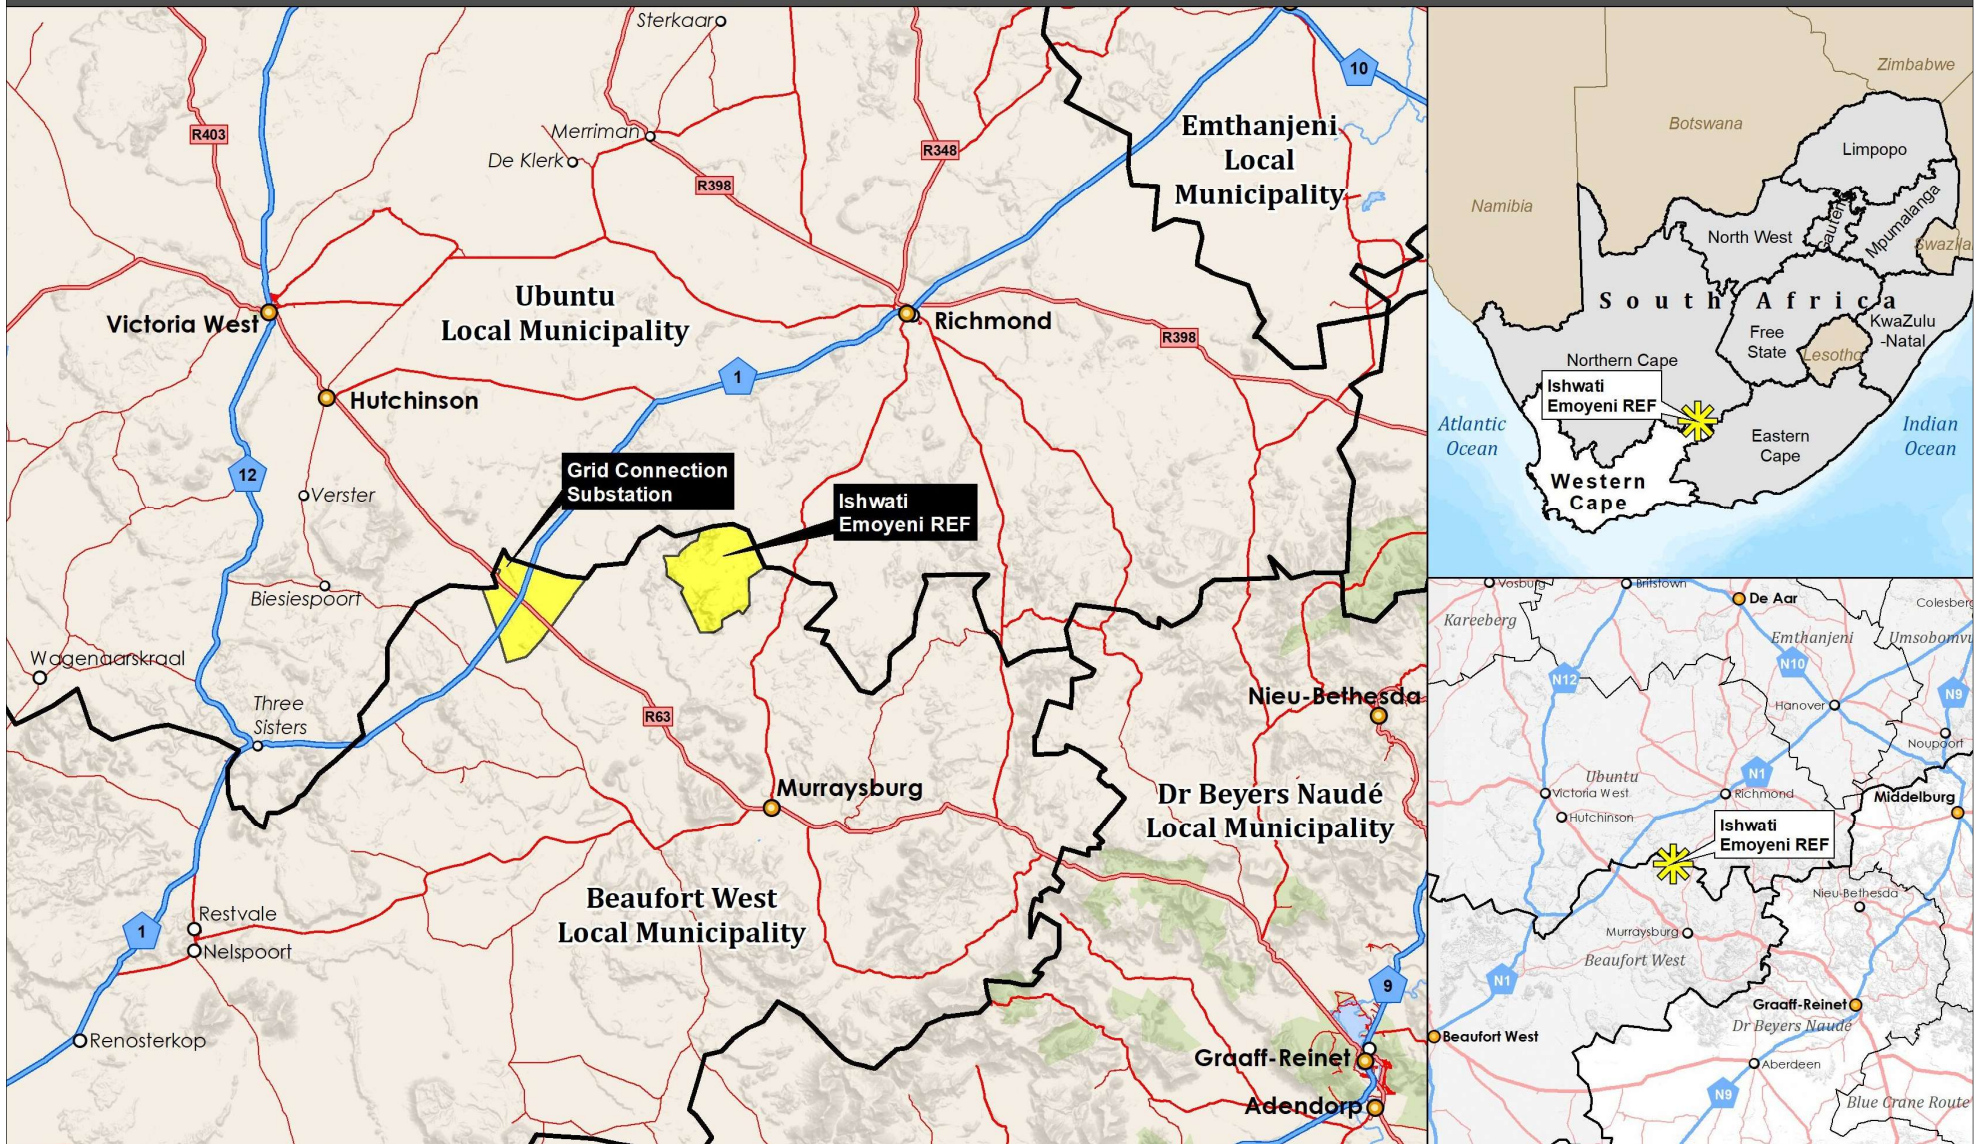 Sterkaar
10
Zimbabwe
Botswana
R403
Merriman
De Klerk
R348
R398
Emthanjeni
Local
Municipality
Limpopo
Namibia
North West
Gauteng
Mpumalanga
Ubuntu
Local Municipality
Victoria West
Richmond
R398
South Africa
Free
State
KwaZulu
-Natal
Lesotho
Northern Cape
Ishwati
Emoyeni REF
1
Hutchinson
Atlantic
Ocean
Indian
Ocean
Eastern
Cape
Western
Cape
12
Verster
Grid Connection
Substation
Ishwati
Emoyeni REF
Biesiespoort
Wagenaarskraal
Three
Sisters
R63
Nieu-Bethesda
Murraysburg
Dr Beyers Naudé
Local Municipality
Beaufort West
Local Municipality
Restvale
1
Nelspoort
Renosterkop
9
Graaff-Reinet
Adendorp
Vosburg
Britstown
De Aar
Colesberg
Kareeberg
Emthanjeni
N10
N12
N9
Hanover
Noupoort
Ubuntu
N1
Victoria West
Richmond
Middelburg
Hutchinson
Ishwati
Emoyeni REF
Nieu-Bethesda
Murraysburg
Beaufort West
N1
Graaff-Reinet
Dr Beyers Naudé
Beaufort West
Aberdeen
N9
Blue Crane Route